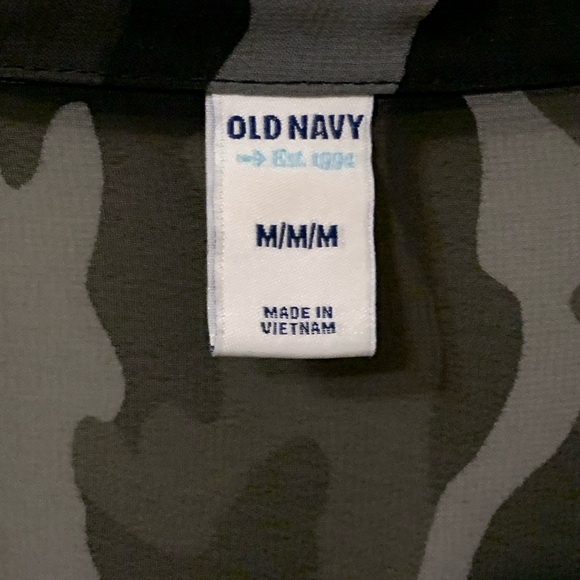 OLD NAVY
Est. 1994
M/M/M
MADE IN
VIETNAM